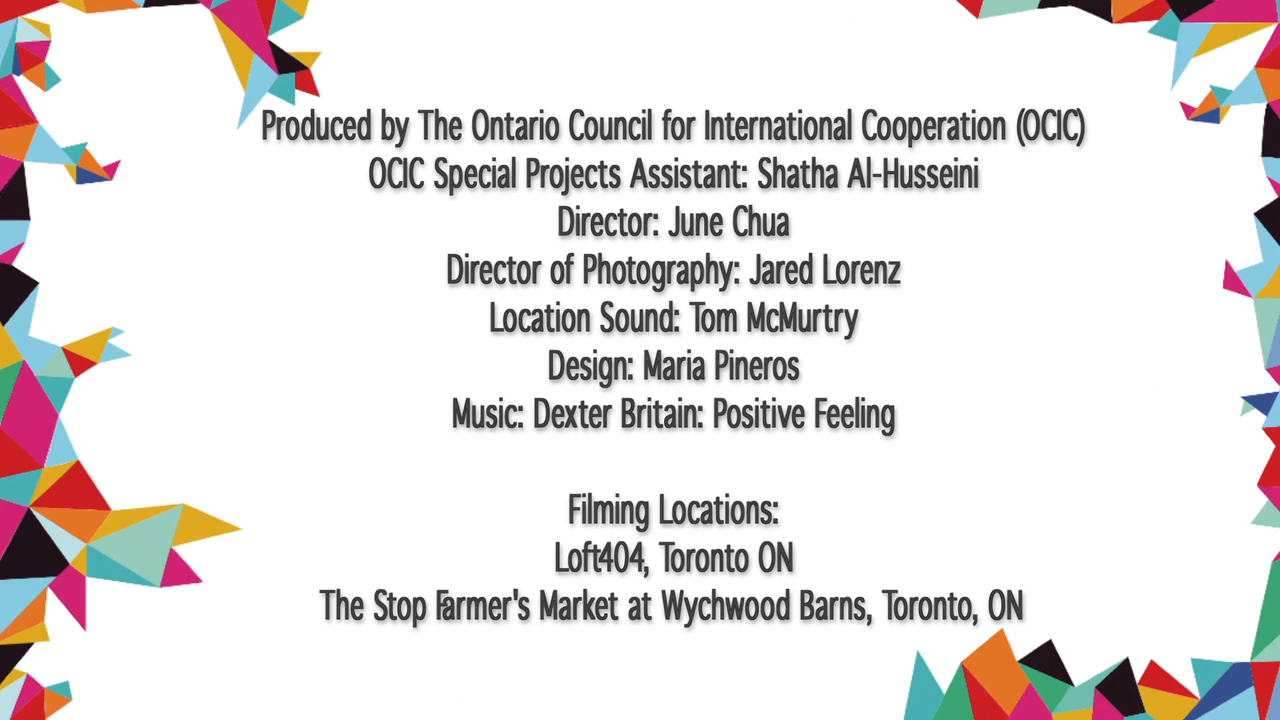 Produced by The Ontario Council for International Cooperation (OCIC)
OCIC Special Projects Assistant: Shatha Al-Husseini
Director: June Chua
Director of Photography: Jared Lorenz
Location Sound: Tom McMurtry
Design: Maria Pineros
Music: Dexter Britain: Positive Feeling
Filming Locations:
Loft404, Toronto ON
The Stop Farmer's Market at Wychwood Barns, Toronto, ON